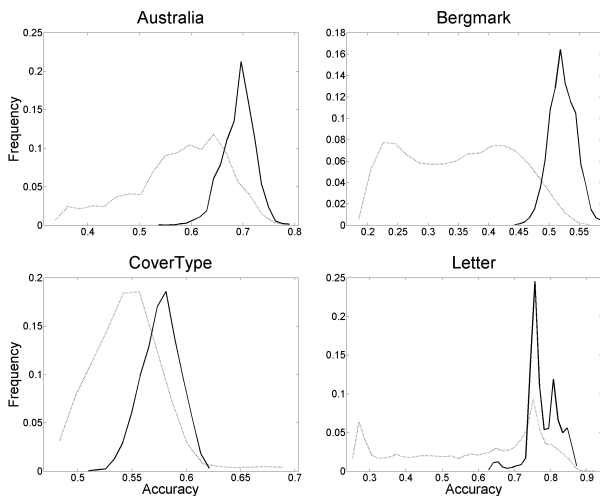 Australia
Bergmark
0.25
0.2
0.15
0.1
0.05
0
Frequency
0.4 0.5 0.6 0.7 0.8
0.18
0.16
0.14
0.12
0.1
0.08
0.06
0.04
0.02
0
0.2 0.25 0.3 0.35 0.4 0.45 0.5 0.55
CoverType
Letter
0.2
0.15
0.1
0.05
0
Frequency
0.5 0.55 0.6 0.65 0.7
Accuracy
0.25
0.2
0.15
0.1
0.05
0
0.3 0.4 0.5 0.6 0.7 0.8 0.9
Accuracy